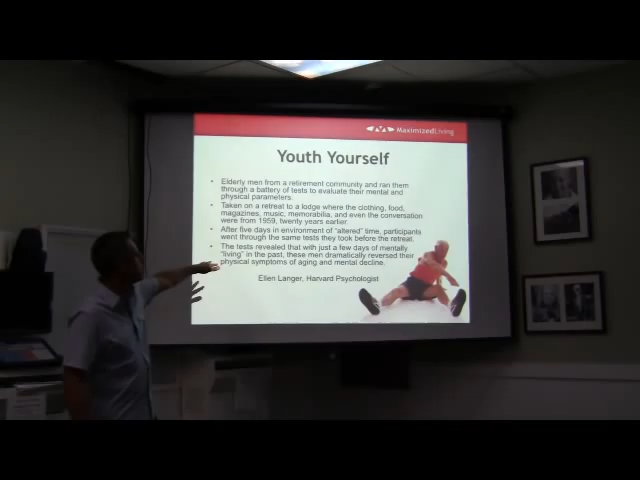 MaximizedLiving
Youth Yourself
• Elderly men from a retirement community and ran them
through a battery of tests to evaluate their mental and
physical parameters.
• Taken on a retreat to a lodge where the clothing, food,
magazines, music, memorabilia, and even the conversation
were from 1959, twenty years earlier.
• After five days in environment of "altered" time, participants
went through the same tests they took before the retreat.
• The tests revealed that with just a few days of mentally
"living" in the past, these men dramatically reversed their
physical symptoms of aging and mental decline.
Ellen Langer, Harvard Psychologist